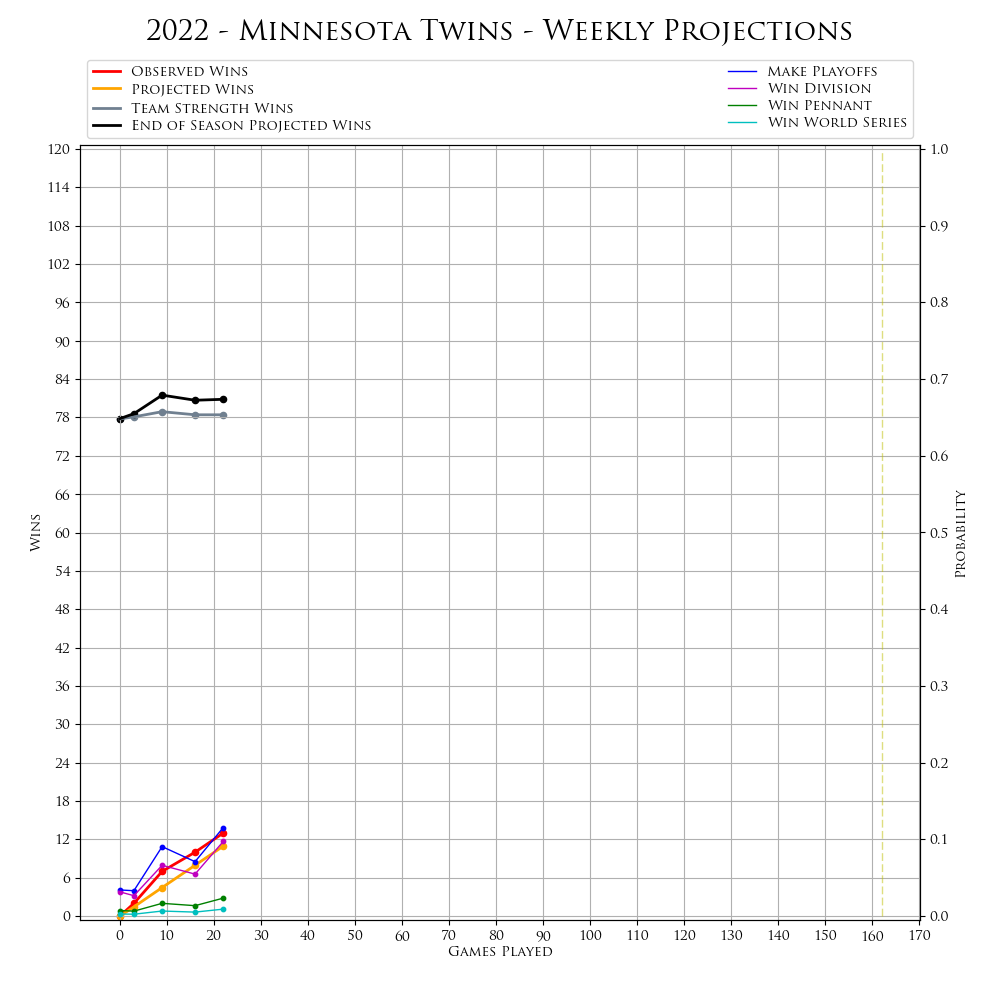 2022 - Minnesota Twins - Weekly Projections
Observed Wins
Projected Wins
Team Strength Wins
End of Season Projected Wins
Make Playoffs
Win Division
Win Pennant
Win World Series
120
114
108
102
96
90
84
78
72
66
60
54
48
42
36
30
24
18
12
6
0
Wins
1.0
0.9
0.8
0.7
0.6
0.5
0.4
0.3
0.2
0.1
0.0
Probability
0 10 20 30 40 50 60 70 80 90 100 110 120 130 140 150 160 170
Games Played